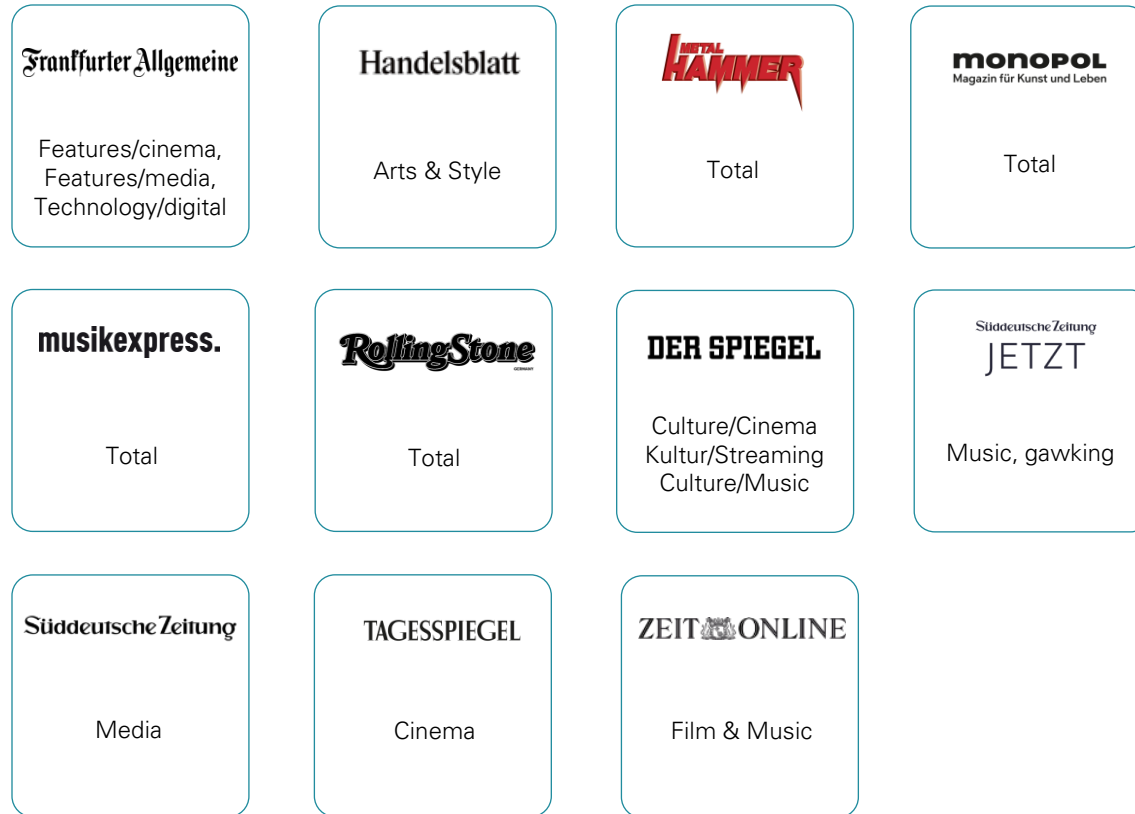 Frankfurter Allgemeine
Features/cinema,
Features/media,
Technology/digital
Handelsblatt
Arts & Style
METAL
HAMMER
Total
monopol
Magazin für Kunst und Leben
Total
musikexpress.
Total
RollingStone
GERMANY
Total
DER SPIEGEL
Culture/Cinema
Kultur/Streaming
Culture/Music
Süddeutsche Zeitung
JETZT
Music, gawking
Süddeutsche Zeitung
Media
TAGESSPIEGEL
Cinema
ZEIT ONLINE
Film & Music